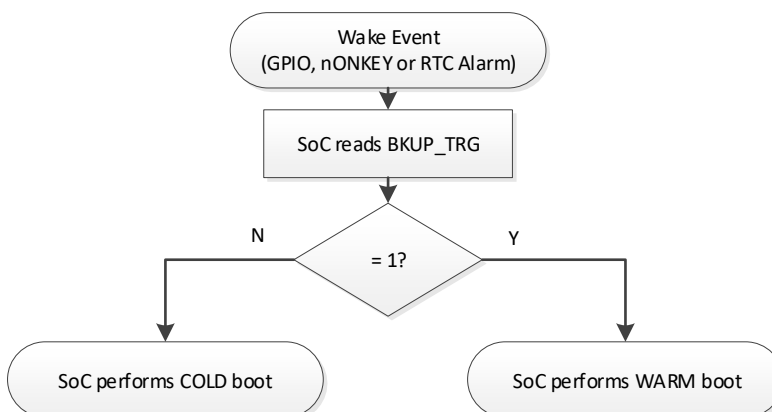 Wake Event
(GPIO, nONKEY or RTC Alarm)
SoC reads BKUP_TRG
N
Y
= 1?
SoC performs COLD boot
SoC performs WARM boot